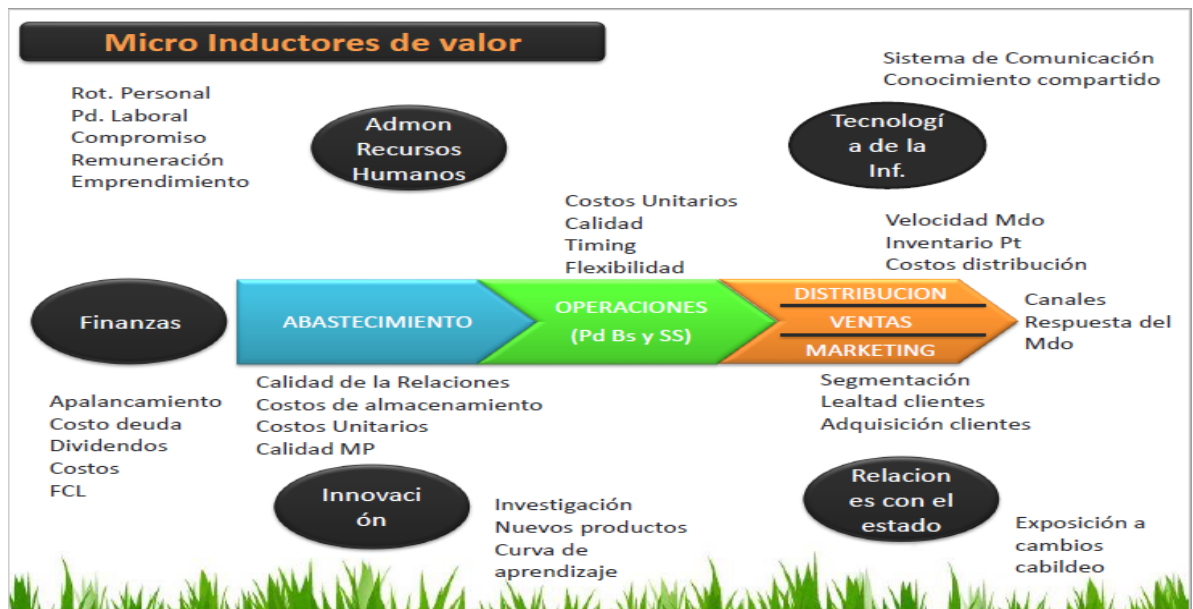 Micro Inductores de valor
Sistema de Comunicación
Conocimiento compartido
Rot. Personal
Pd. Laboral
Compromiso
Remuneración
Emprendimiento
Admon
Recursos
Humanos
Tecnologí
a de la
Inf.
Costos Unitarios
Calidad
Timing
Flexibilidad
Velocidad Mdo
Inventario Pt
Costos distribución
Finanzas
ABASTECIMIENTO
OPERACIONES
(Pd Bs y SS)
DISTRIBUCION
VENTAS
MARKETING
Canales
Respuesta del
Mdo
Apalancamiento
Costo deuda
Dividendos
Costos
FCL
Calidad de la Relaciones
Costos de almacenamiento
Costos Unitarios
Calidad MP
Segmentación
Lealtad clientes
Adquisición clientes
Innovaci
ón
Investigación
Nuevos productos
Curva de
aprendizaje
Relacion
es con el
estado
Exposición a
cambios
cabildeo